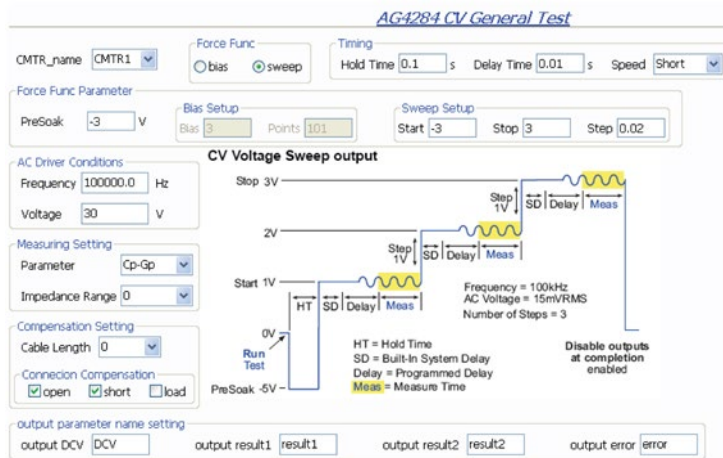 AG4284 CV General Test
CMTR_name CMTR1
Force Func
bias sweep
Timing
Hold Time 0.1 s Delay Time 0.01 s Speed Short
Force Func Parameter
PreSoak -3 V
Bias Setup
Bias 3 Points 101
Sweep Setup
Start -3 Stop 3 Step 0.02
AC Driver Conditions
Frequency 100000.0 Hz
Voltage 30 V
Measuring Setting
Parameter Cp-Gp
Impedance Range 0
Compensation Setting
Cable Length 0
Connecion Compensation
open short load
CV Voltage Sweep output
Stop 3V
Step 1V
SD Delay Meas
2V
Step 1V
SD Delay Meas
Start 1V
HT SD Delay Meas
Frequency = 100kHz
AC Voltage = 15mVRMS
Number of Steps = 3
0V
Run Test
PreSoak -5V
HT = Hold Time
SD = Built-In System Delay
Delay = Programmed Delay
Meas = Measure Time
Disable outputs
at completion
enabled
output parameter name setting
output DCV DCV output result1 result1 output result2 result2 output error error